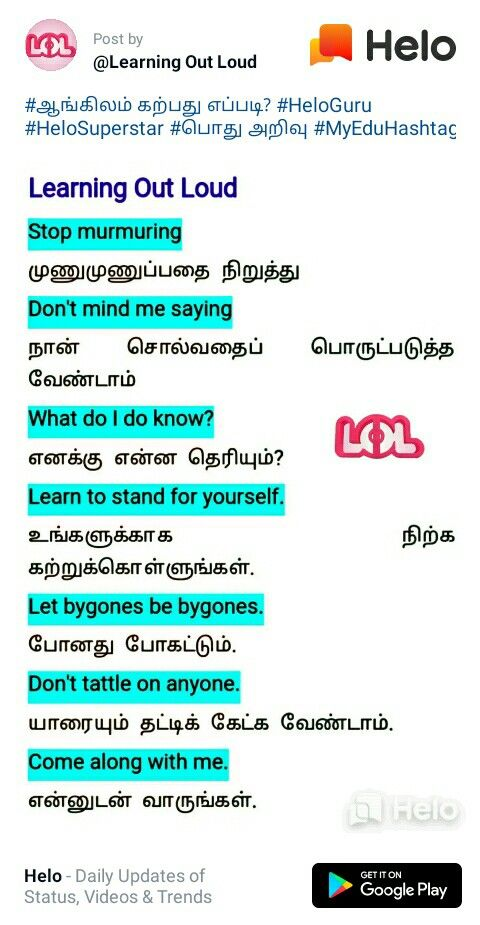 LOL
Post by
@Learning Out Loud
Helo
#ஆங்கிலம் கற்பது எப்படி? #HeloGuru
#HeloSuperstar #பொது அறிவு #MyEduHashtag
Learning Out Loud
Stop murmuring
முணுமுணுப்பதை நிறுத்து
Don't mind me saying
நான் சொல்வதைப் பொருட்படுத்த
வேண்டாம்
What do I do know?
LOL
எனக்கு என்ன தெரியும்?
Learn to stand for yourself.
உங்களுக்காக நிற்க
கற்றுக்கொள்ளுங்கள்.
Let bygones be bygones.
போனது போகட்டும்.
Don't tattle on anyone.
யாரையும் தட்டிக் கேட்க வேண்டாம்.
Come along with me.
என்னுடன் வாருங்கள்.
Helo
Helo - Daily Updates of
Status, Videos & Trends
GET IT ON
Google Play